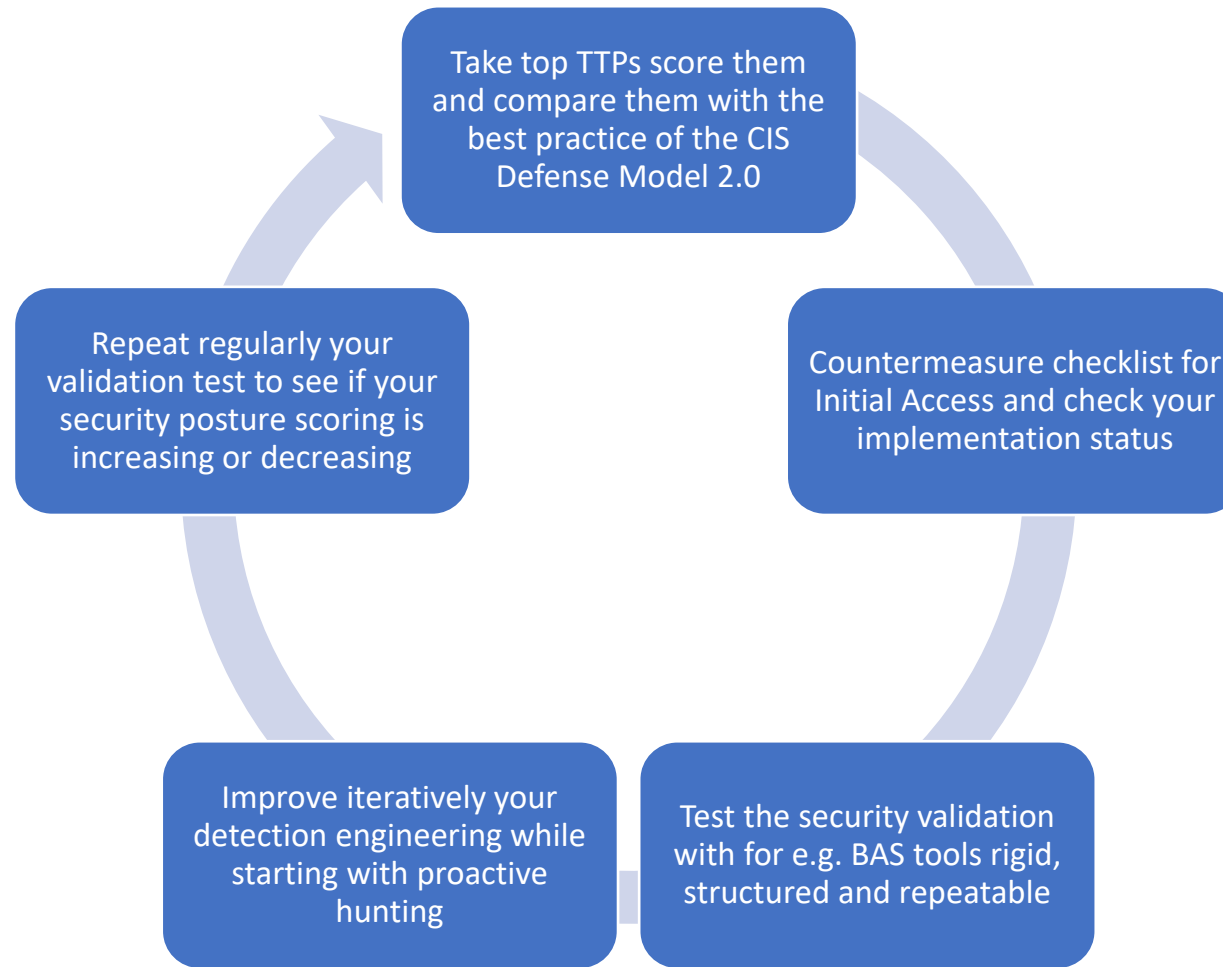 Take top TTPs score them
and compare them with the
best practice of the CIS
Defense Model 2.0
Countermeasure checklist for
Initial Access and check your
implementation status
Test the security validation
with for e.g. BAS tools rigid,
structured and repeatable
Improve iteratively your
detection engineering while
starting with proactive
hunting
Repeat regularly your
validation test to see if your
security posture scoring is
increasing or decreasing